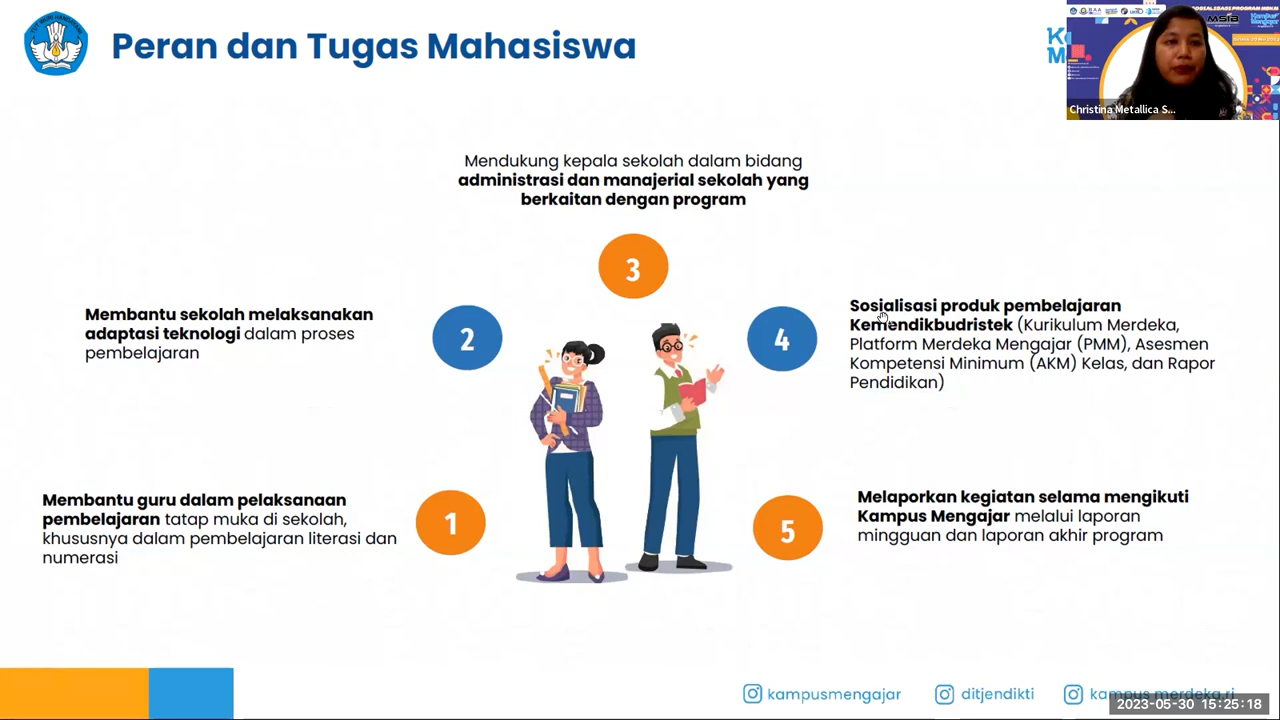 Peran dan Tugas Mahasiswa
Christina Metallica S...
Mendukung kepala sekolah dalam bidang
administrasi dan manajerial sekolah yang
berkaitan dengan program
3
Membantu sekolah melaksanakan
adaptasi teknologi dalam proses
pembelajaran
2
4
Sosialisasi produk pembelajaran
Kemendikbudristek (Kurikulum Merdeka,
Platform Merdeka Mengajar (PMM), Asesmen
Kompetensi Minimum (AKM) Kelas, dan Rapor
Pendidikan)
Membantu guru dalam pelaksanaan
pembelajaran tatap muka di sekolah,
khususnya dalam pembelajaran literasi dan
numerasi
1
5
Melaporkan kegiatan selama mengikuti
Kampus Mengajar melalui laporan
mingguan dan laporan akhir program
kampusmengajar
ditjendikti
kampus.merdeka.ri
2023-05-30 15:25:18